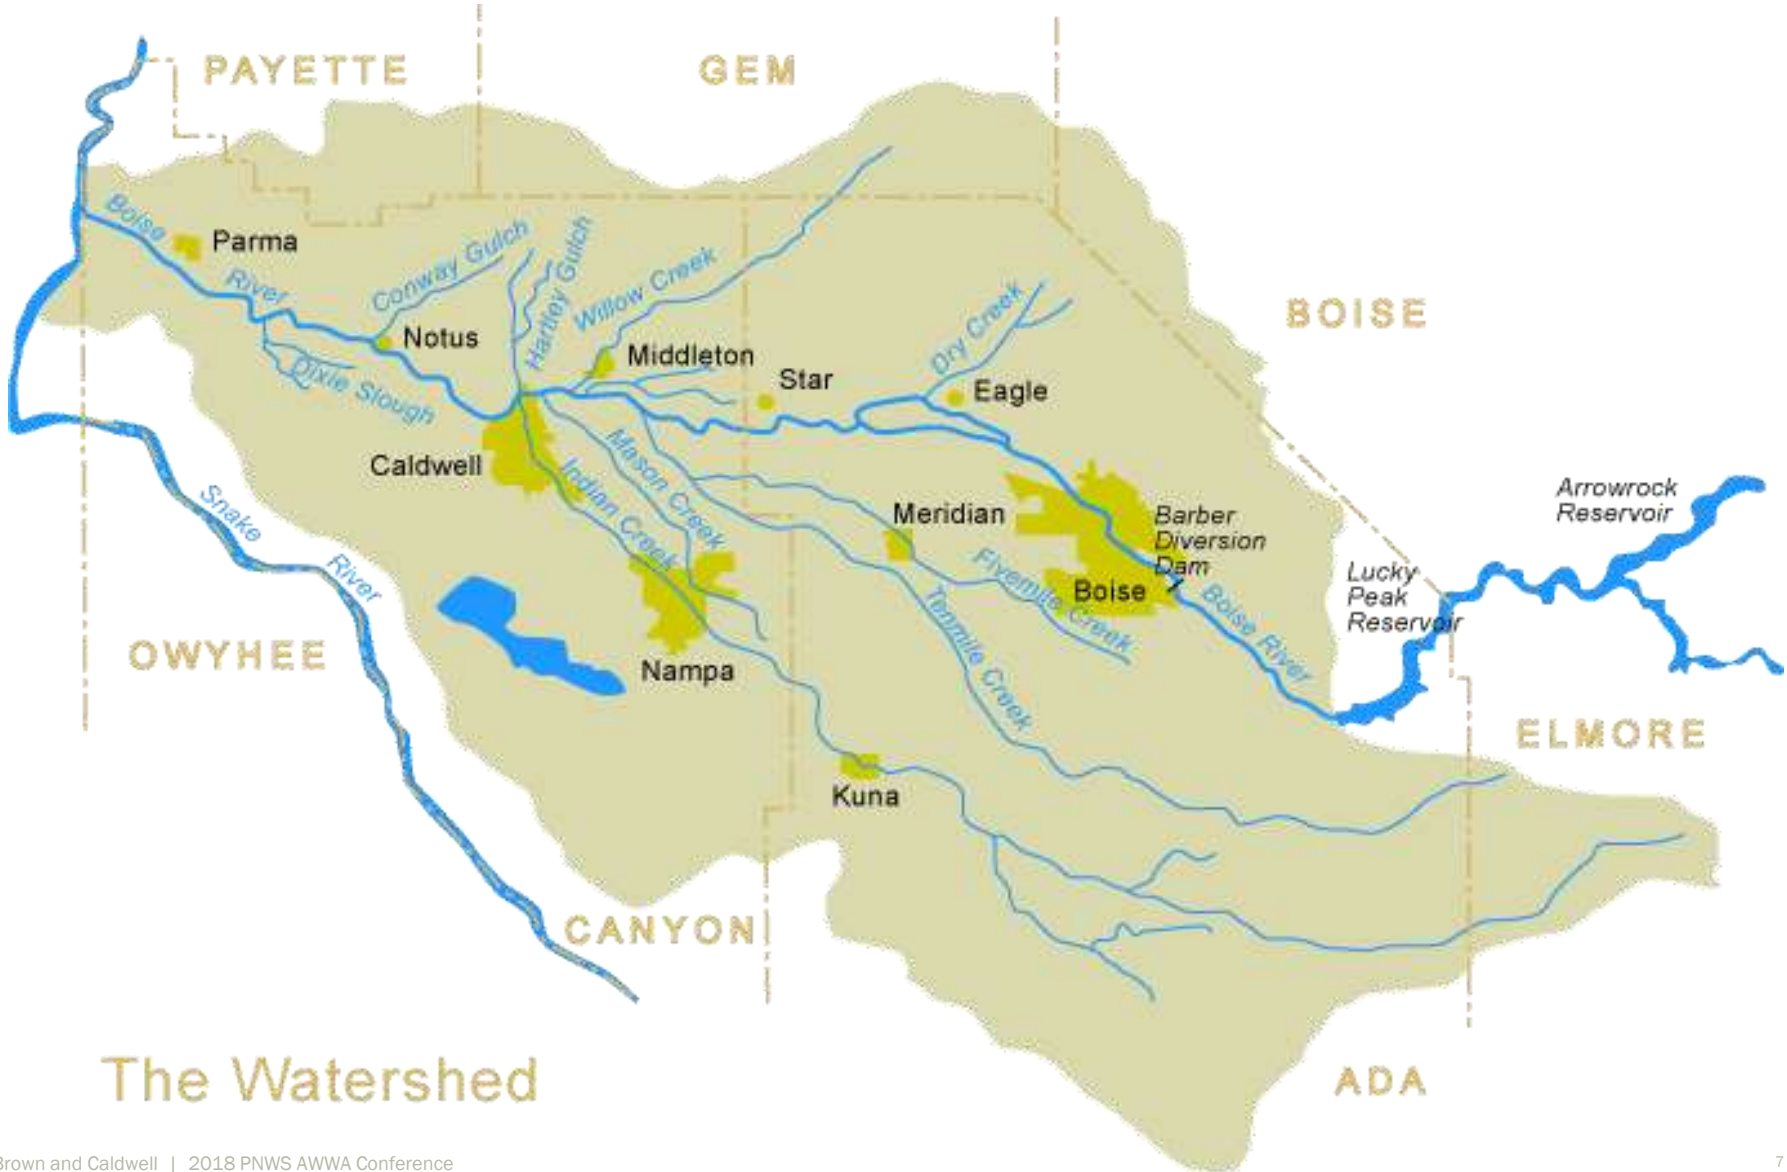 PAYETTE
GEM
Boise
River
Parma
Conway Gulch
Hartley Gulch
Willow Creek
Notus
Dixie Slough
Middleton
Star
Dry Creek
Eagle
BOISE
Caldwell
Indian Creek
Mason Creek
Meridian
Barber
Diversion
Dam
Arrowrock
Reservoir
Lucky
Peak
Reservoir
Snake
River
Fivemile Creek
Boise
Boise River
Tenmile Creek
OWYHEE
Nampa
ELMORE
Kuna
CANYON
ADA
The Watershed
Brown and Caldwell | 2018 PNWS AWWA Conference
7